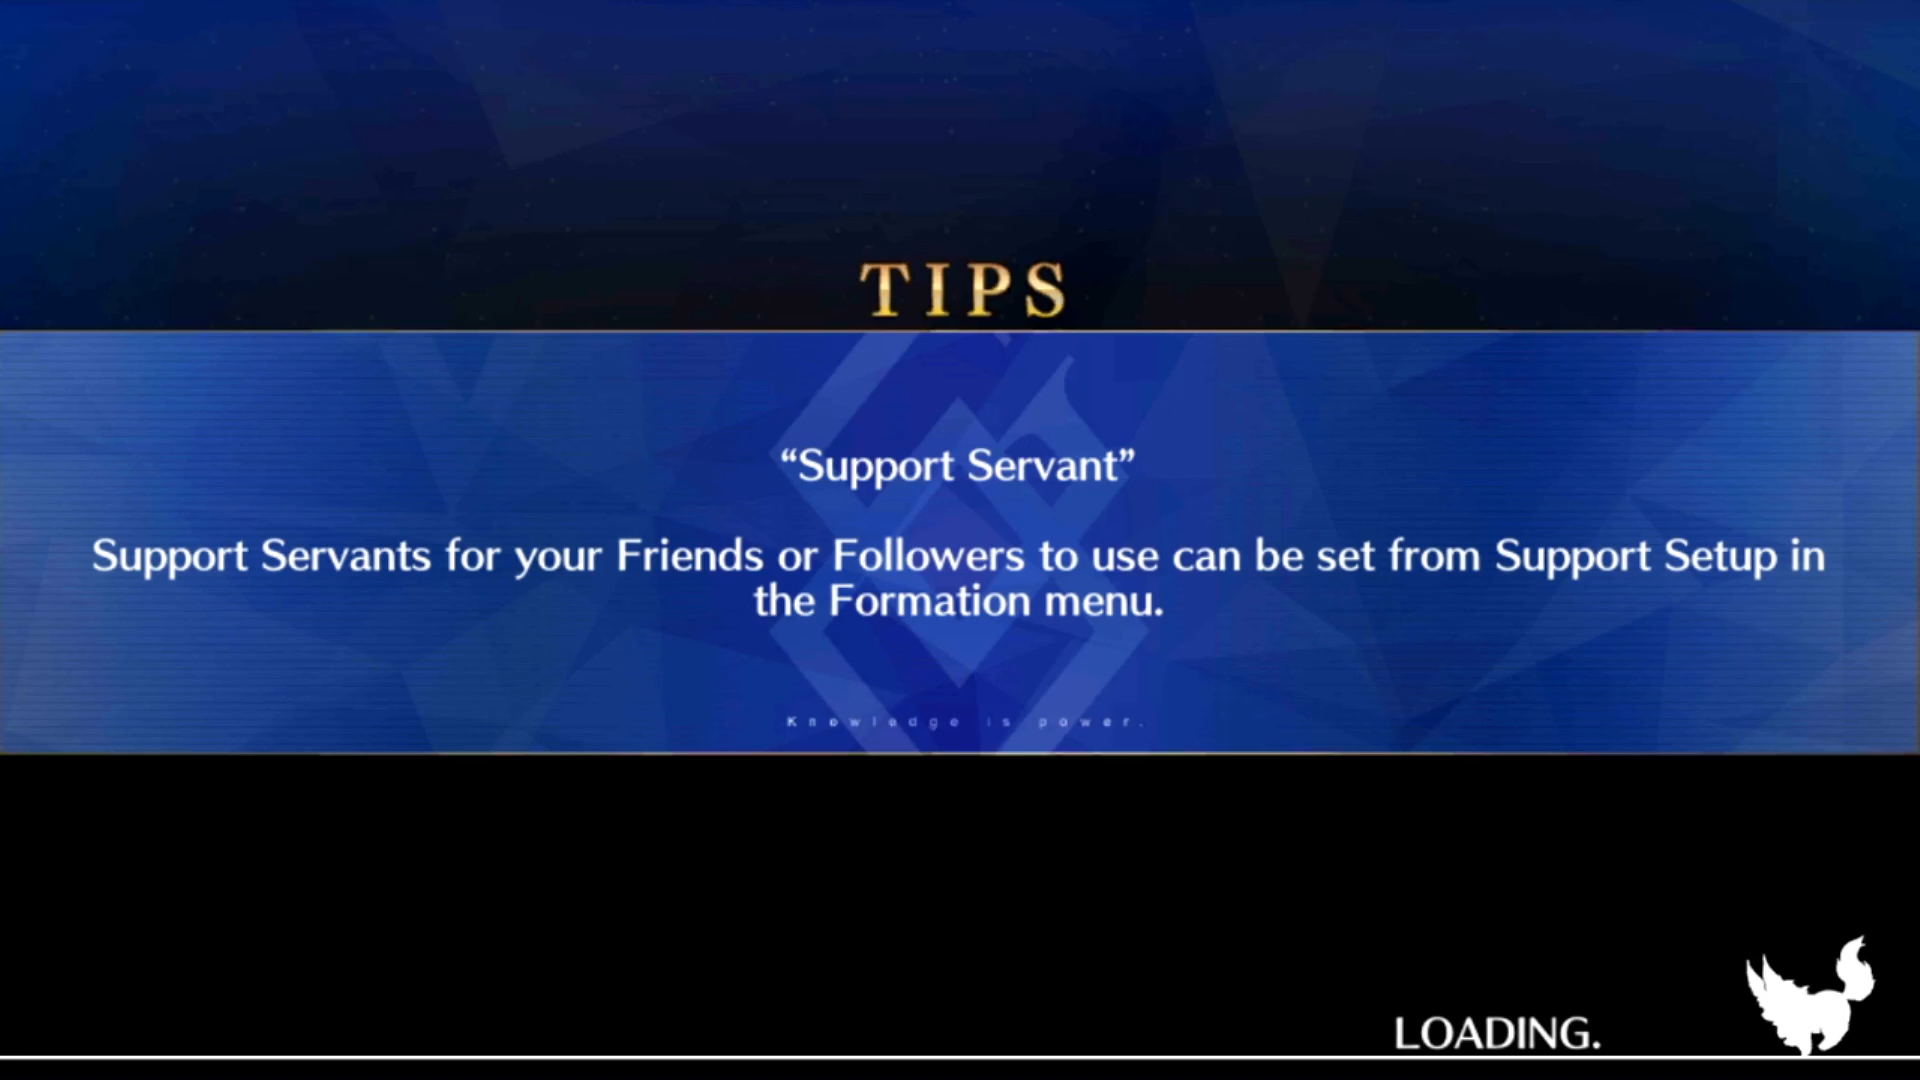 TIPS
“Support Servant”
Support Servants for your Friends or Followers to use can be set from Support Setup in
the Formation menu.
Knowledge is power.
LOADING.